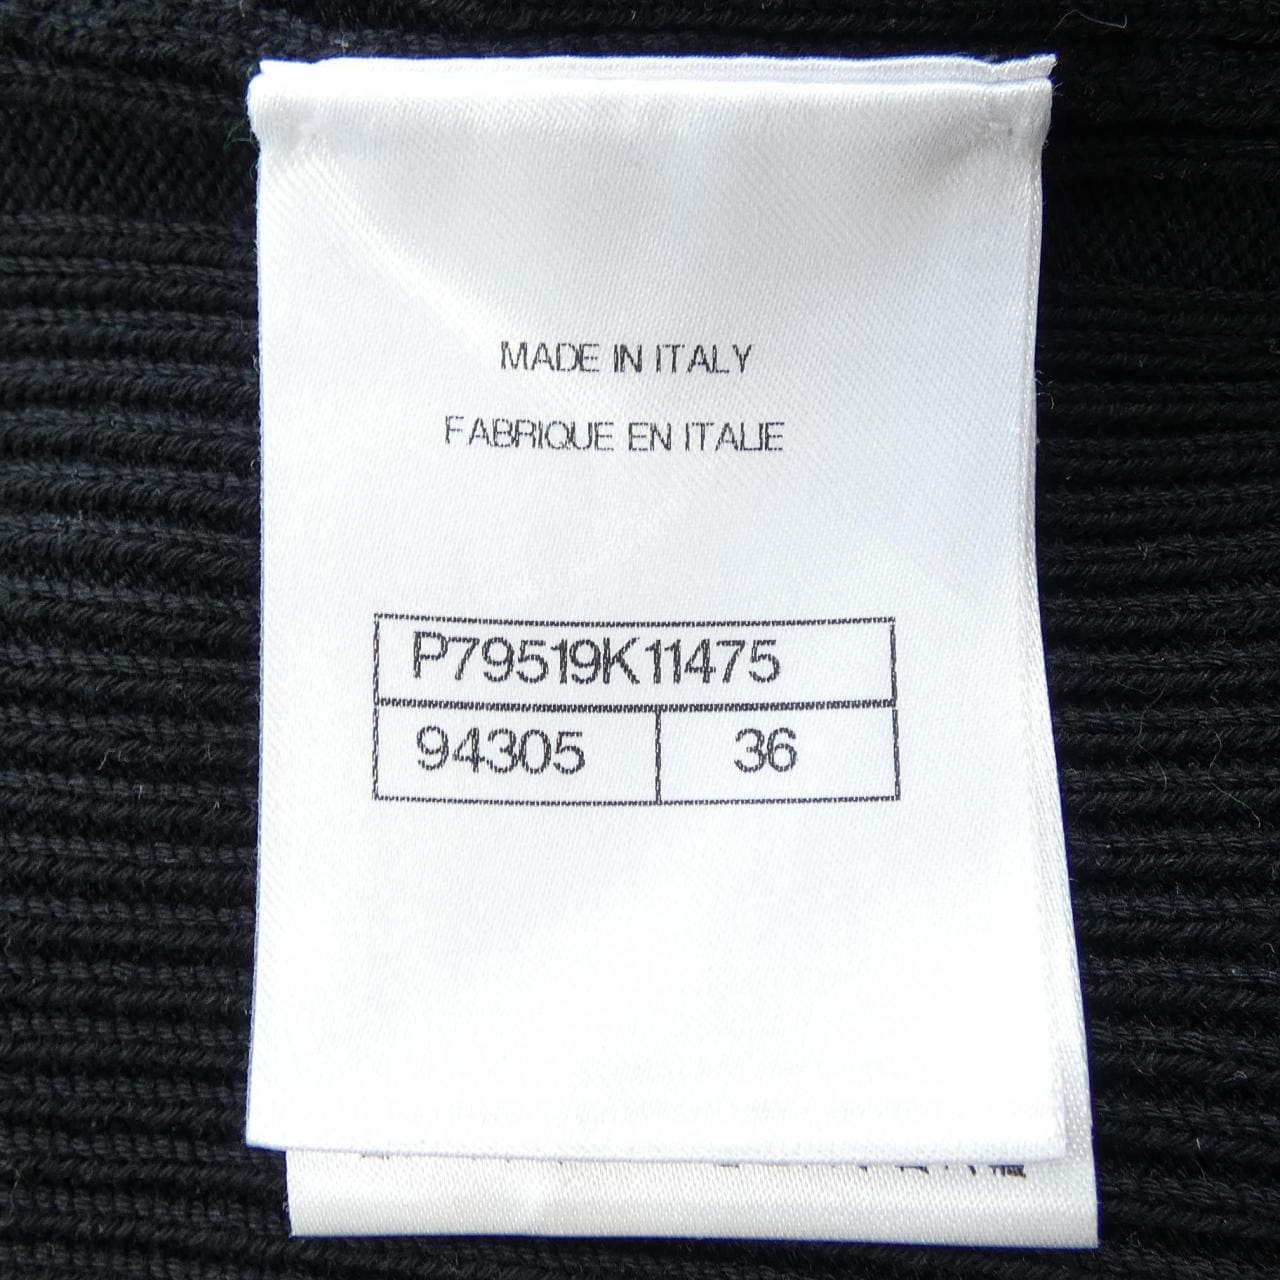 MADE IN ITALY
FABRIQUE EN ITALIE
P79519K11475
94305 36